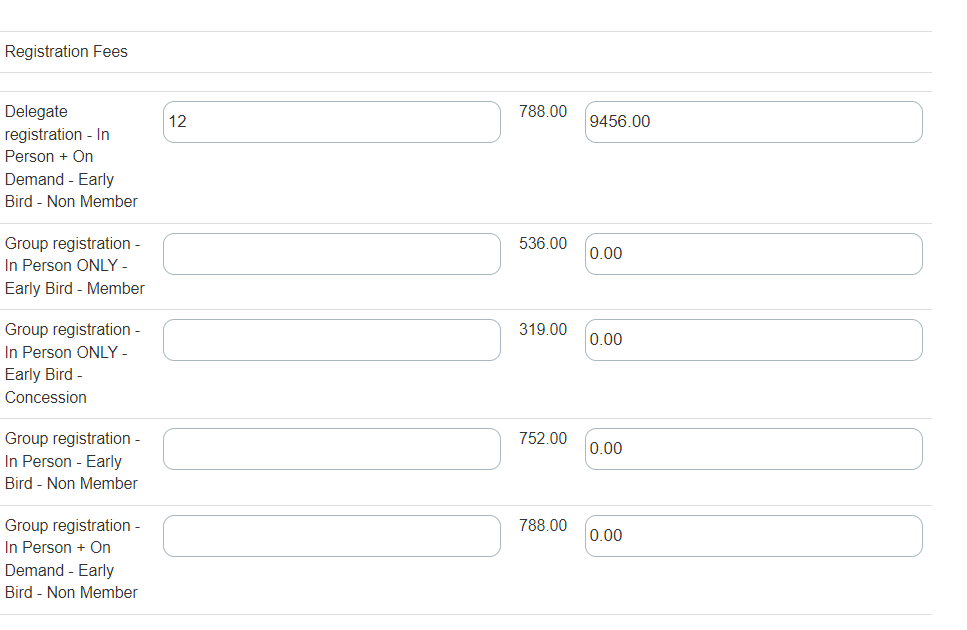 Registration Fees
Delegate
registration - In
Person + On
Demand - Early
Bird - Non Member
12
788.00
9456.00
Group registration -
In Person ONLY -
Early Bird - Member
536.00
0.00
Group registration -
In Person ONLY -
Early Bird -
Concession
319.00
0.00
Group registration -
In Person - Early
Bird - Non Member
752.00
0.00
Group registration -
In Person + On
Demand - Early
Bird - Non Member
788.00
0.00